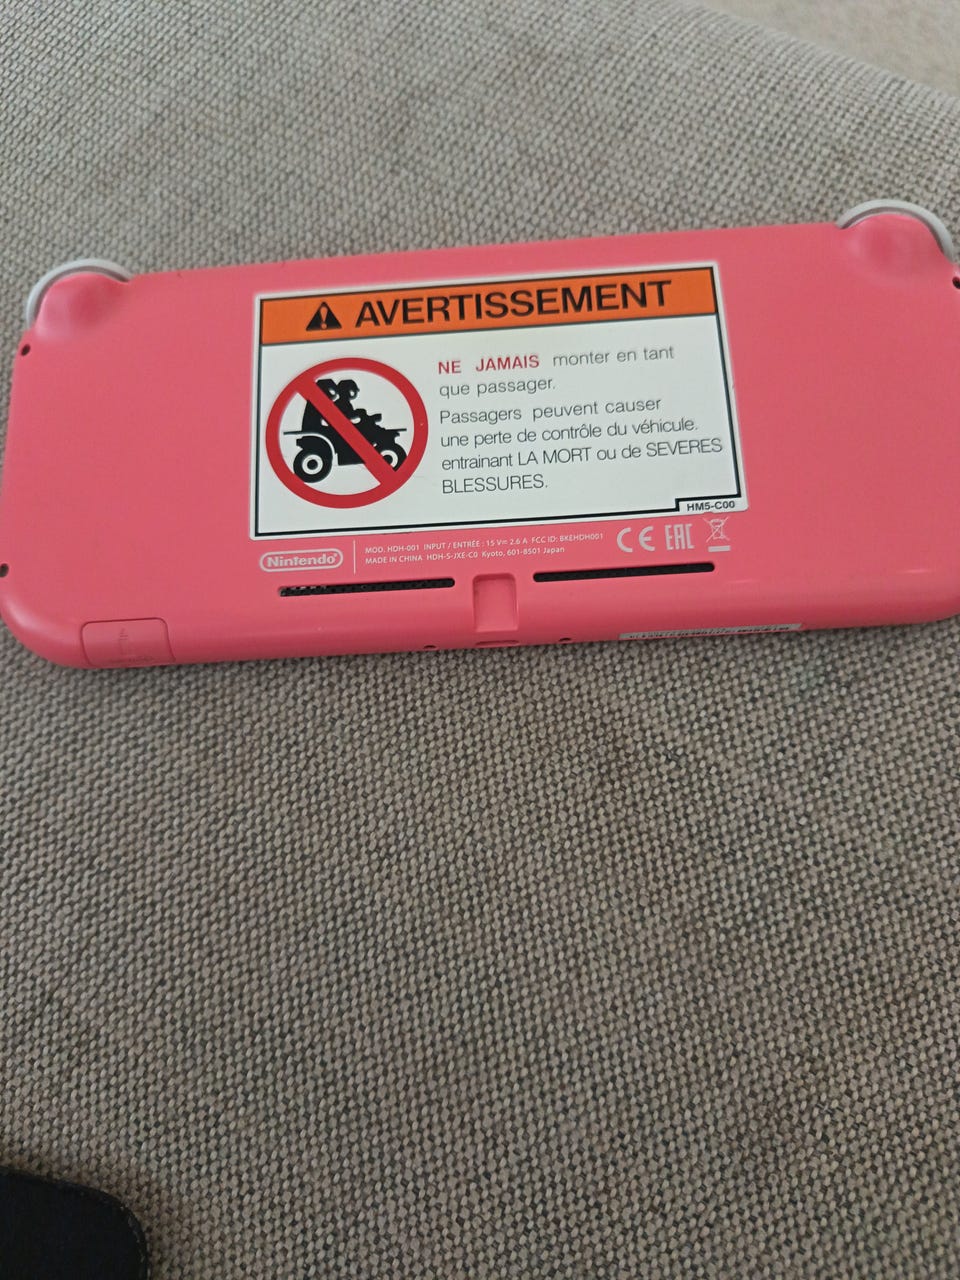 AVERTISSEMENT
NE JAMAIS monter en tant
que passager.
Passagers peuvent causer
une perte de contrôle du véhicule.
entrainant LA MORT ou de SEVERES
BLESSURES.
HM5-C00
Nintendo
MOD. HDH-001 INPUT / ENTRÉE : 15 V⎓ 2.6 A FCC ID: BKEHDH001
MADE IN CHINA HDH-S-JXE-C0 Kyoto, 601-8501 Japan
CE EAC